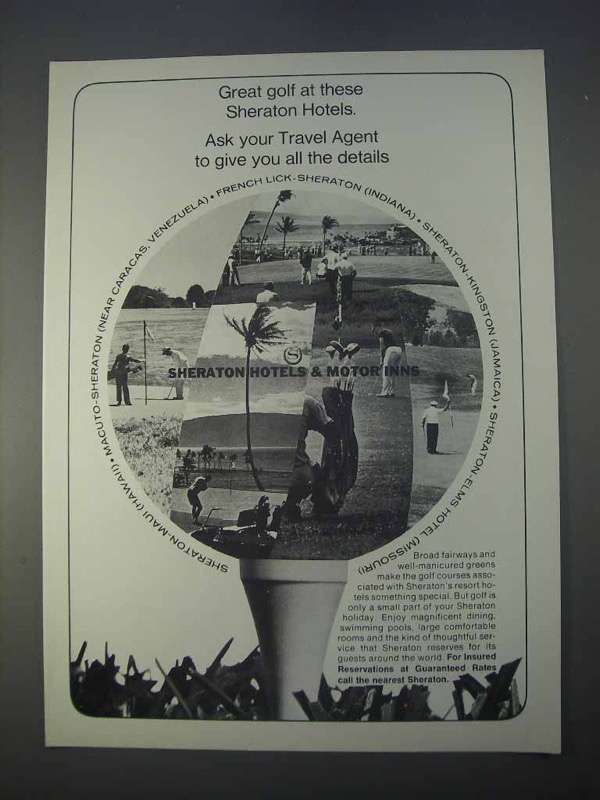 Great golf at these
Sheraton Hotels.
Ask your Travel Agent
to give you all the details
SHERATON-MAUI (HAWAII) • MACUTO-SHERATON (NEAR CARACAS, VENEZUELA) • FRENCH LICK-SHERATON (INDIANA) • SHERATON-KINGSTON (JAMAICA) • SHERATON-ELMS HOTEL (MISSOURI)
S
SHERATON HOTELS & MOTOR INNS
Broad fairways and
well-manicured greens
make the golf courses asso-
ciated with Sheraton's resort ho-
tels something special. But golf is
only a small part of your Sheraton
holiday. Enjoy magnificent dining,
swimming pools, large comfortable
rooms and the kind of thoughtful ser-
vice that Sheraton reserves for its
guests around the world. For Insured
Reservations at Guaranteed Rates
call the nearest Sheraton.